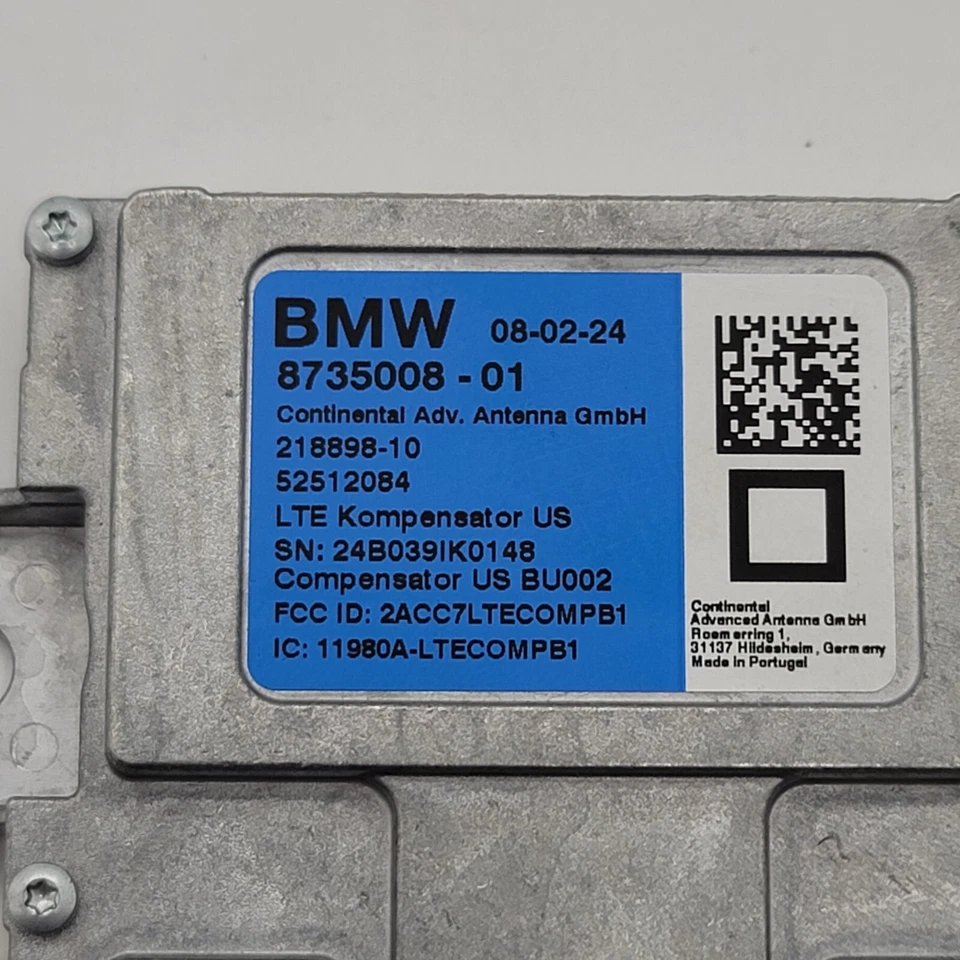 BMW 08-02-24
8735008 - 01
Continental Adv. Antenna GmbH
218898-10
52512084
LTE Kompensator US
SN: 24B039IK0148
Compensator US BU002
FCC ID: 2ACC7LTECOMPB1
IC: 11980A-LTECOMPB1
Continental
Advanced Antenna GmbH
Roemerring 1,
31137 Hildesheim, Germany
Made in Portugal